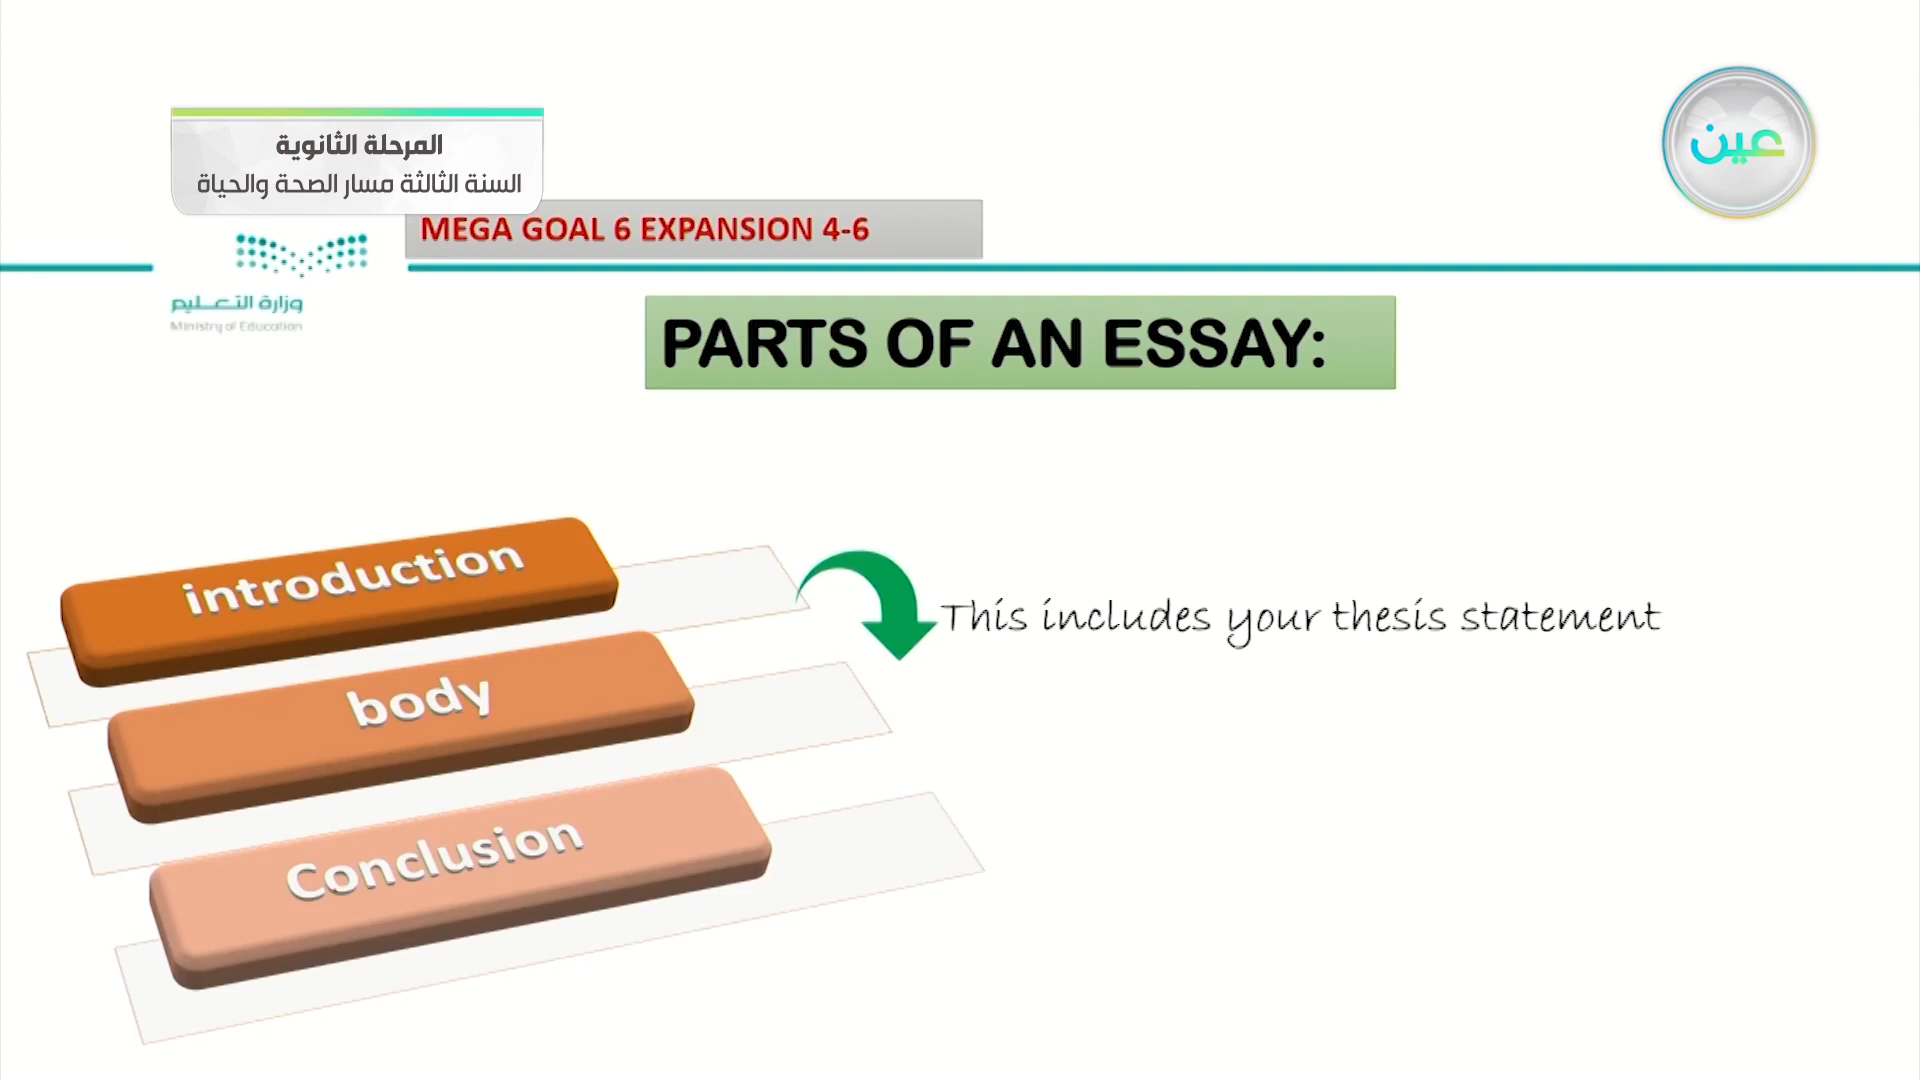 المرحلة الثانوية
السنة الثالثة مسار الصحة والحياة
عين
MEGA GOAL 6 EXPANSION 4-6
وزارة التعليم
Ministry of Education
PARTS OF AN ESSAY:
introduction
This includes your thesis statement
body
Conclusion